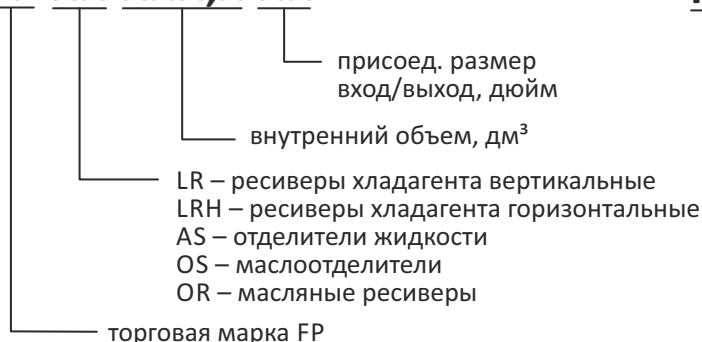 присоед. размер
вход/выход, дюйм
внутренний объем, дм³
LR – ресиверы хладагента вертикальные
LRH – ресиверы хладагента горизонтальные
AS – отделители жидкости
OS – маслоотделители
OR – масляные ресиверы
торговая марка FP